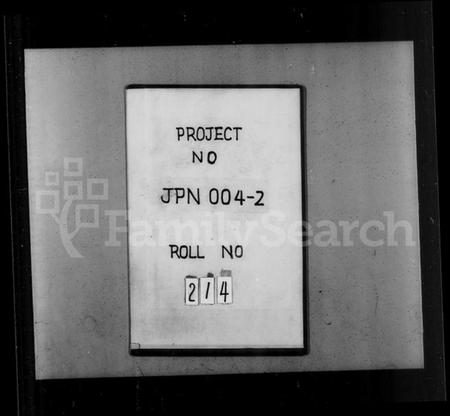 PROJECT
NO
JPN 004-2
FamilySearch
ROLL NO
214